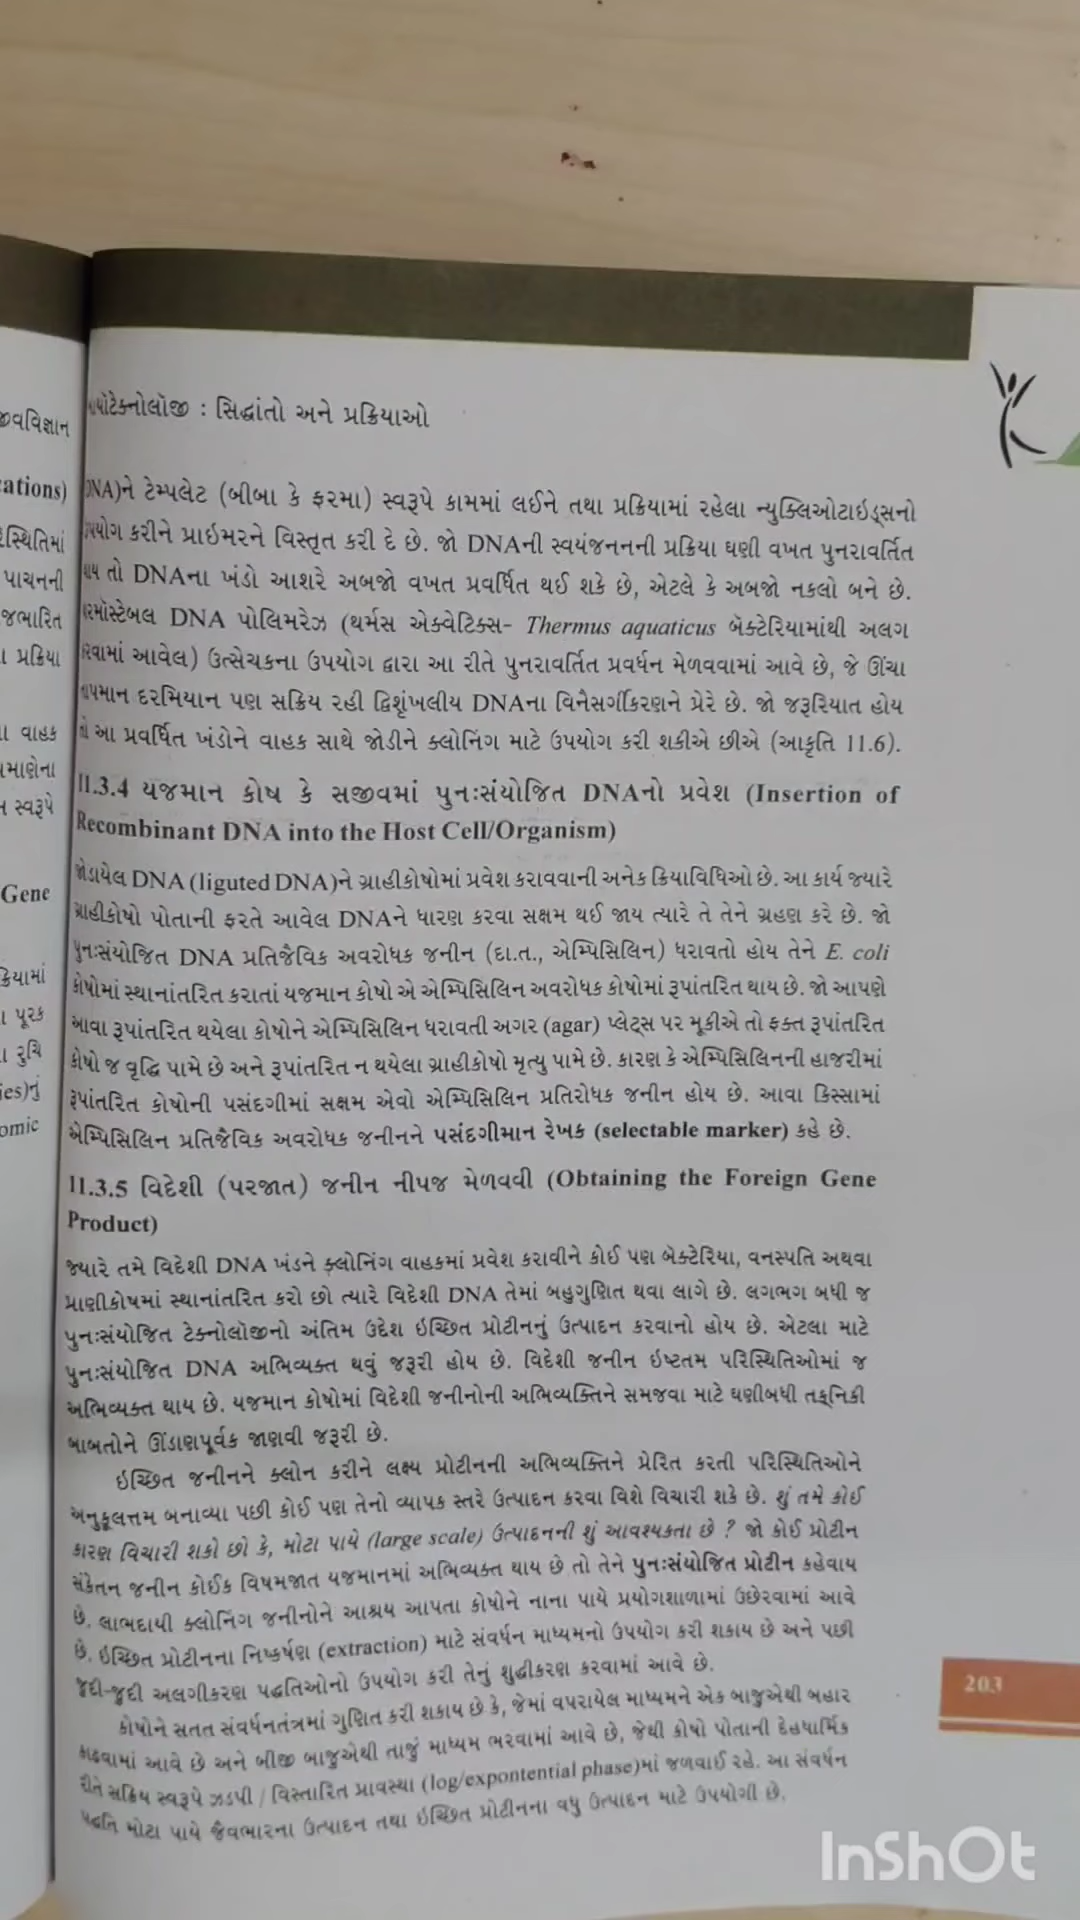 જીવવિજ્ઞાન
બાયૉટેક્નોલૉજી : સિદ્ધાંતો અને પ્રક્રિયાઓ
DNA)ને ટેમ્પલેટ (બીબા કે ફરમા) સ્વરૂપે કામમાં લઈને તથા પ્રક્રિયામાં રહેલા ન્યુક્લિઓટાઇડ્સનો
ઉપયોગ કરીને પ્રાઇમરને વિસ્તૃત કરી દે છે. જો DNAની સ્વયંજનનની પ્રક્રિયા ઘણી વખત પુનરાવર્તિત
થાય તો DNAના ખંડો આશરે અબજો વખત પ્રવર્ધિત થઈ શકે છે, એટલે કે અબજો નકલો બને છે.
થરમૉસ્ટેબલ DNA પોલિમરેઝ (થર્મસ એક્વેટિક્સ- Thermus aquaticus બૅક્ટેરિયામાંથી અલગ
કરવામાં આવેલ) ઉત્સેચકના ઉપયોગ દ્વારા આ રીતે પુનરાવર્તિત પ્રવર્ધન મેળવવામાં આવે છે, જે ઊંચા
તાપમાન દરમિયાન પણ સક્રિય રહી દ્વિશૃંખલીય DNAના વિનૈસર્ગીકરણને પ્રેરે છે. જો જરૂરિયાત હોય
તો આ પ્રવર્ધિત ખંડોને વાહક સાથે જોડીને ક્લોનિંગ માટે ઉપયોગ કરી શકીએ છીએ (આકૃતિ 11.6).
11.3.4 યજમાન કોષ કે સજીવમાં પુનઃસંયોજિત DNAનો પ્રવેશ (Insertion of
Recombinant DNA into the Host Cell/Organism)
જોડાયેલ DNA (liguted DNA)ને ગ્રાહીકોષોમાં પ્રવેશ કરાવવાની અનેક ક્રિયાવિધિઓ છે. આ કાર્ય જ્યારે
ગ્રાહીકોષો પોતાની ફરતે આવેલ DNAને ધારણ કરવા સક્ષમ થઈ જાય ત્યારે તે તેને ગ્રહણ કરે છે. જો
પુનઃસંયોજિત DNA પ્રતિજૈવિક અવરોધક જનીન (દા.ત., એમ્પિસિલિન) ધરાવતો હોય તેને E. coli
કોષોમાં સ્થાનાંતરિત કરાતાં યજમાન કોષો એ એમ્પિસિલિન અવરોધક કોષોમાં રૂપાંતરિત થાય છે. જો આપણે
આવા રૂપાંતરિત થયેલા કોષોને એમ્પિસિલિન ધરાવતી અગર (agar) પ્લેટ્સ પર મૂકીએ તો ફક્ત રૂપાંતરિત
કોષો જ વૃદ્ધિ પામે છે અને રૂપાંતરિત ન થયેલા ગ્રાહીકોષો મૃત્યુ પામે છે. કારણ કે એમ્પિસિલિનની હાજરીમાં
રૂપાંતરિત કોષોની પસંદગીમાં સક્ષમ એવો એમ્પિસિલિન પ્રતિરોધક જનીન હોય છે. આવા કિસ્સામાં
એમ્પિસિલિન પ્રતિજૈવિક અવરોધક જનીનને પસંદગીમાન રેખક (selectable marker) કહે છે.
11.3.5 વિદેશી (પરજાત) જનીન નીપજ મેળવવી (Obtaining the Foreign Gene
Product)
જ્યારે તમે વિદેશી DNA ખંડને ક્લોનિંગ વાહકમાં પ્રવેશ કરાવીને કોઈ પણ બૅક્ટેરિયા, વનસ્પતિ અથવા
પ્રાણીકોષમાં સ્થાનાંતરિત કરો છો ત્યારે વિદેશી DNA તેમાં બહુગુણિત થવા લાગે છે. લગભગ બધી જ
પુનઃસંયોજિત ટેક્નોલૉજીનો અંતિમ ઉદ્દેશ ઇચ્છિત પ્રોટીનનું ઉત્પાદન કરવાનો હોય છે. એટલા માટે
પુનઃસંયોજિત DNA અભિવ્યક્ત થવું જરૂરી હોય છે. વિદેશી જનીન ઇષ્ટતમ પરિસ્થિતિઓમાં જ
અભિવ્યક્ત થાય છે. યજમાન કોષોમાં વિદેશી જનીનોની અભિવ્યક્તિને સમજવા માટે ઘણીબધી તક્નિકી
બાબતોને ઊંડાણપૂર્વક જાણવી જરૂરી છે.
ઇચ્છિત જનીનને ક્લોન કરીને લક્ષ્ય પ્રોટીનની અભિવ્યક્તિને પ્રેરિત કરતી પરિસ્થિતિઓને
અનુકૂલત્તમ બનાવ્યા પછી કોઈ પણ તેનો વ્યાપક સ્તરે ઉત્પાદન કરવા વિશે વિચારી શકે છે. શું તમે કોઈ
કારણ વિચારી શકો છો કે, મોટા પાયે (large scale) ઉત્પાદનની શું આવશ્યકતા છે ? જો કોઈ પ્રોટીન
સંકેતન જનીન કોઈક વિષમજાત યજમાનમાં અભિવ્યક્ત થાય છે તો તેને પુનઃસંયોજિત પ્રોટીન કહેવાય
છે. લાભદાયી ક્લોનિંગ જનીનોને આશ્રય આપતા કોષોને નાના પાયે પ્રયોગશાળામાં ઉછેરવામાં આવે
છે. ઇચ્છિત પ્રોટીનના નિષ્કર્ષણ (extraction) માટે સંવર્ધન માધ્યમનો ઉપયોગ કરી શકાય છે અને પછી
જુદી-જુદી અલગીકરણ પદ્ધતિઓનો ઉપયોગ કરી તેનું શુદ્ધીકરણ કરવામાં આવે છે.
કોષોને સતત સંવર્ધનતંત્રમાં ગુણિત કરી શકાય છે કે, જેમાં વપરાયેલ માધ્યમને એક બાજુએથી બહાર
કાઢવામાં આવે છે અને બીજી બાજુએથી તાજું માધ્યમ ભરવામાં આવે છે, જેથી કોષો પોતાની દેહધાર્મિક
રીતે સક્રિય સ્વરૂપે ઝડપી / વિસ્તારિત પ્રાવસ્થા (log/expontential phase)માં જળવાઈ રહે. આ સંવર્ધન
પદ્ધતિ મોટા પાયે જૈવભારના ઉત્પાદન તથા ઇચ્છિત પ્રોટીનના વધુ ઉત્પાદન માટે ઉપયોગી છે.
203
InShOt